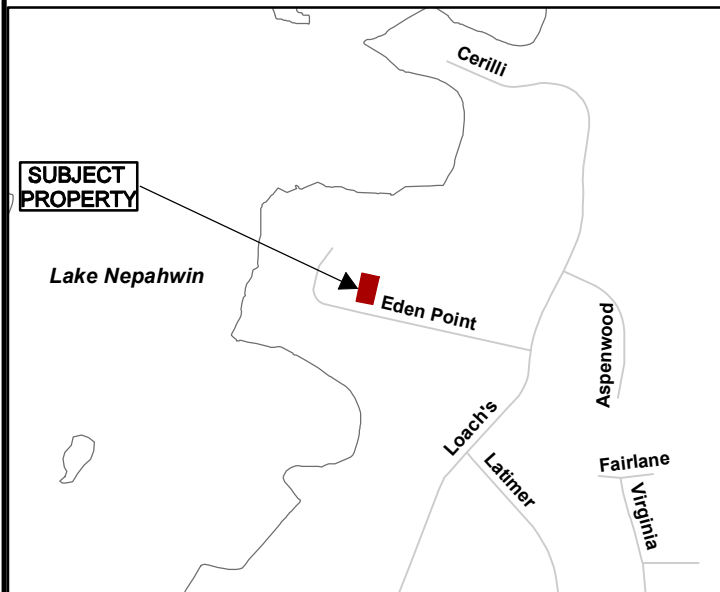 Cerilli
SUBJECT
PROPERTY
Lake Nepahwin
Eden Point
Aspenwood
Loach's
Latimer
Fairlane
Virginia